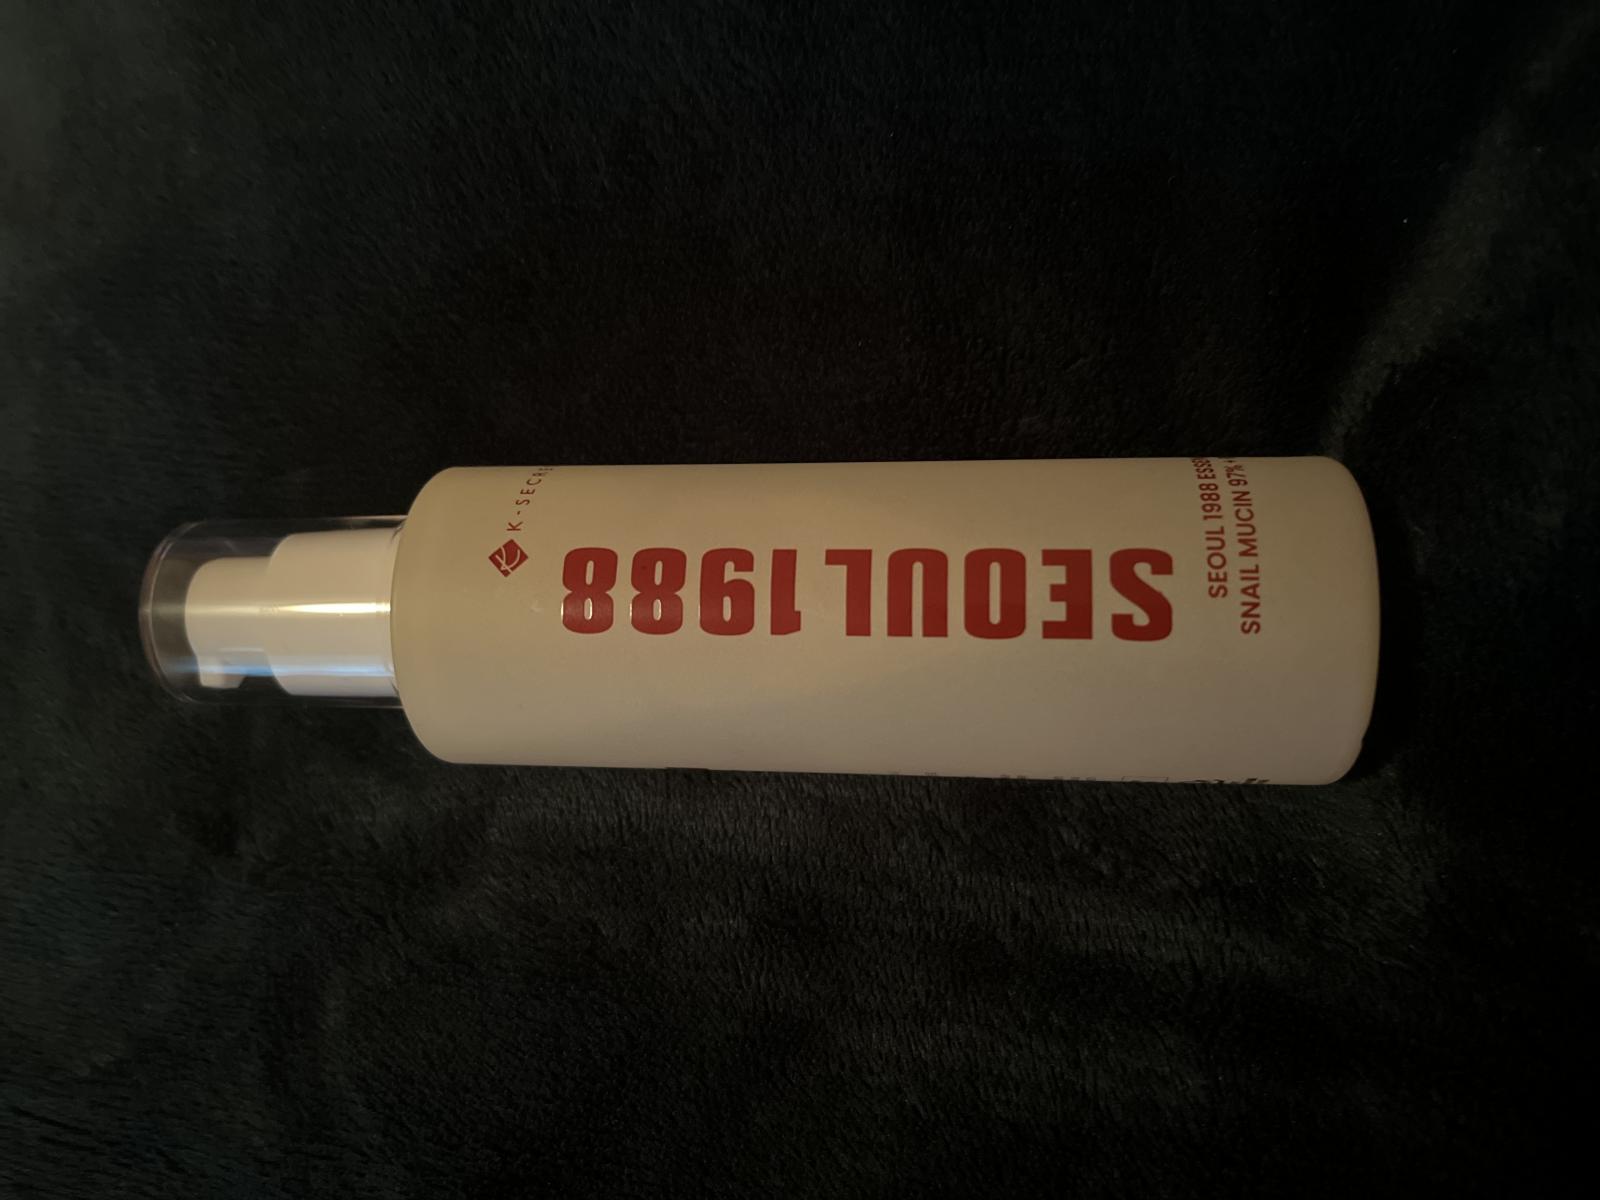 K-SECRE
SEOUL1988
SEOUL 1988 ESSE
SNAIL MUCIN 97% +